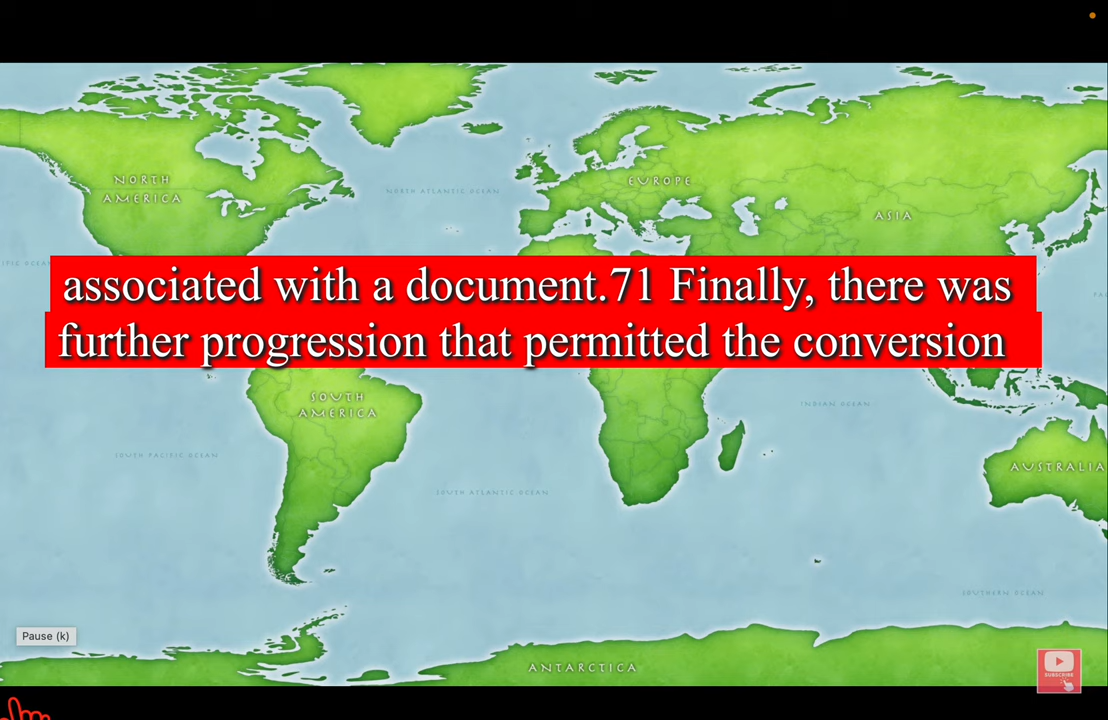 NORTH
AMERICA
NORTH ATLANTIC OCEAN
EUROPE
ASIA
associated with a document.71 Finally, there was
further progression that permitted the conversion
SOUTH
AMERICA
INDIAN OCEAN
SOUTH PACIFIC OCEAN
AUSTRALIA
SOUTH ATLANTIC OCEAN
SOUTHERN OCEAN
Pause (k)
ANTARCTICA
SUBSCRIBE